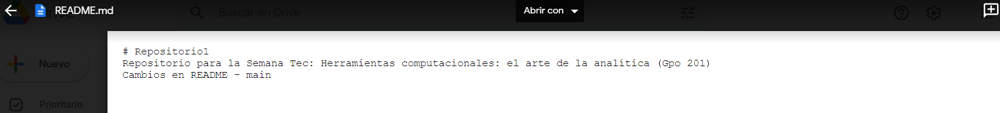 README.md
Drive
Buscar en Drive
Abrir con
Nuevo
Prioritario
# Repositorio1
Repositorio para la Semana Tec: Herramientas computacionales: el arte de la analítica (Gpo 201)
Cambios en README - main